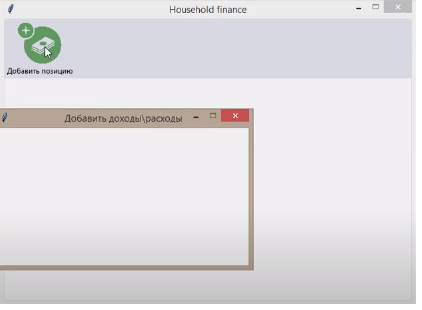 Household finance
Добавить позицию
Добавить доходы\расходы